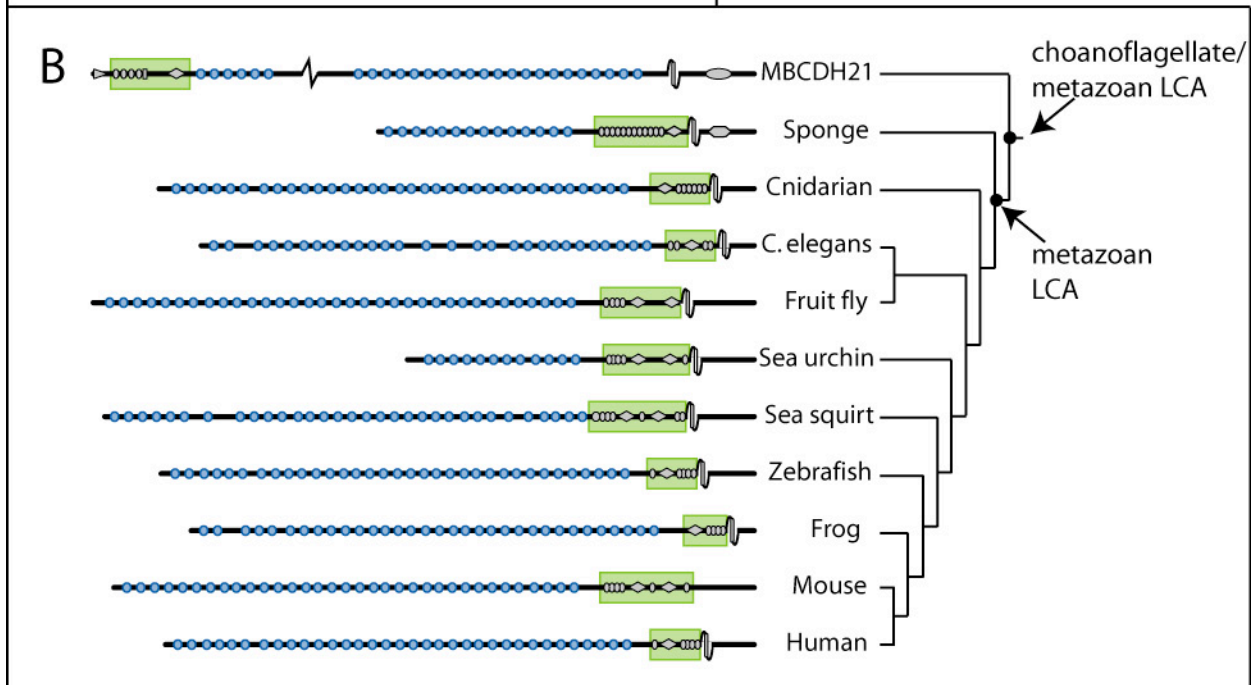 B
MBCDH21
choanoflagellate/
metazoan LCA
Sponge
Cnidarian
C. elegans
metazoan
LCA
Fruit fly
Sea urchin
Sea squirt
Zebrafish
Frog
Mouse
Human